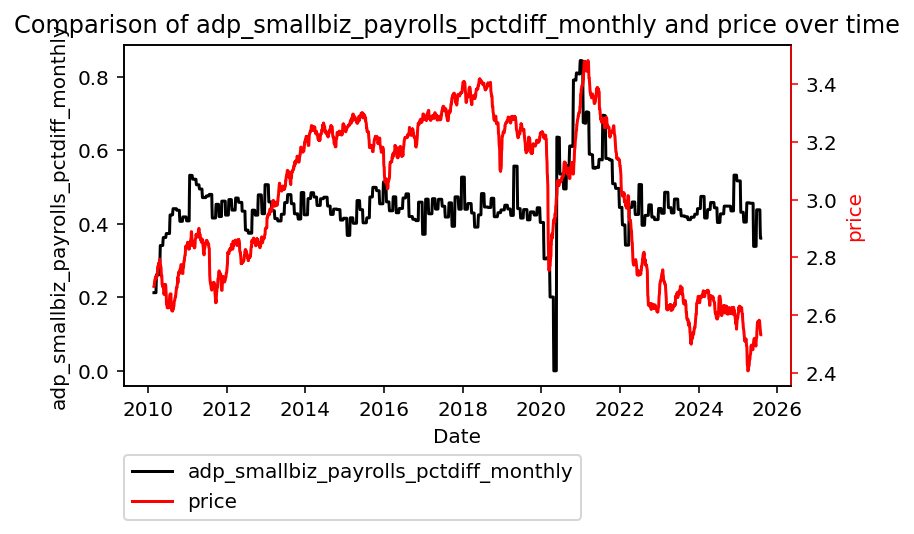 Comparison of adp_smallbiz_payrolls_pctdiff_monthly and price over time
adp_smallbiz_payrolls_pctdiff_monthly
0.8
0.6
0.4
0.2
0.0
3.4
3.2
3.0
2.8
2.6
2.4
price
2010 2012 2014 2016 2018 2020 2022 2024 2026
Date
adp_smallbiz_payrolls_pctdiff_monthly
price